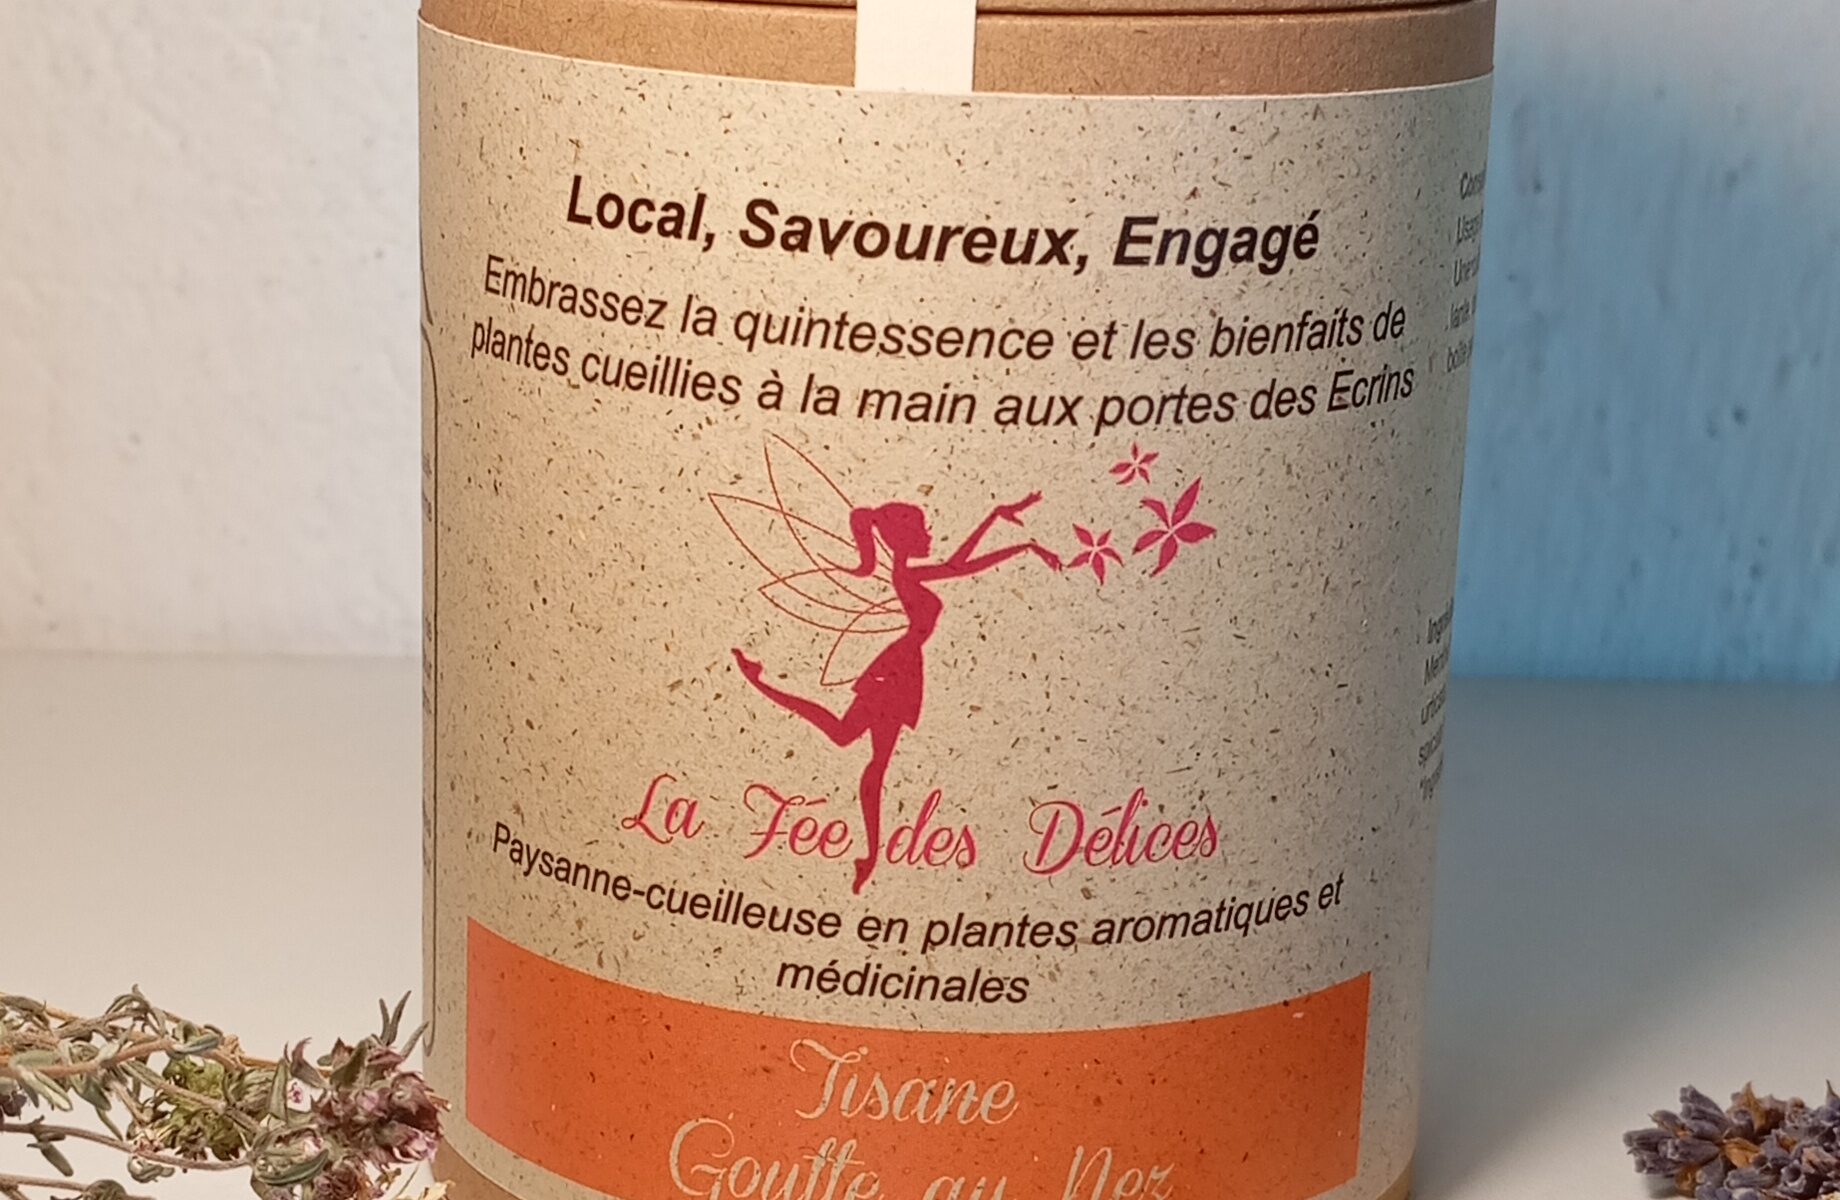 Local, Savoureux, Engagé
Embrassez la quintessence et les bienfaits de
plantes cueillies à la main aux portes des Ecrins
La Fée des Délices
Paysanne-cueilleuse en plantes aromatiques et
médicinales
Tisane
Goutte au Nez